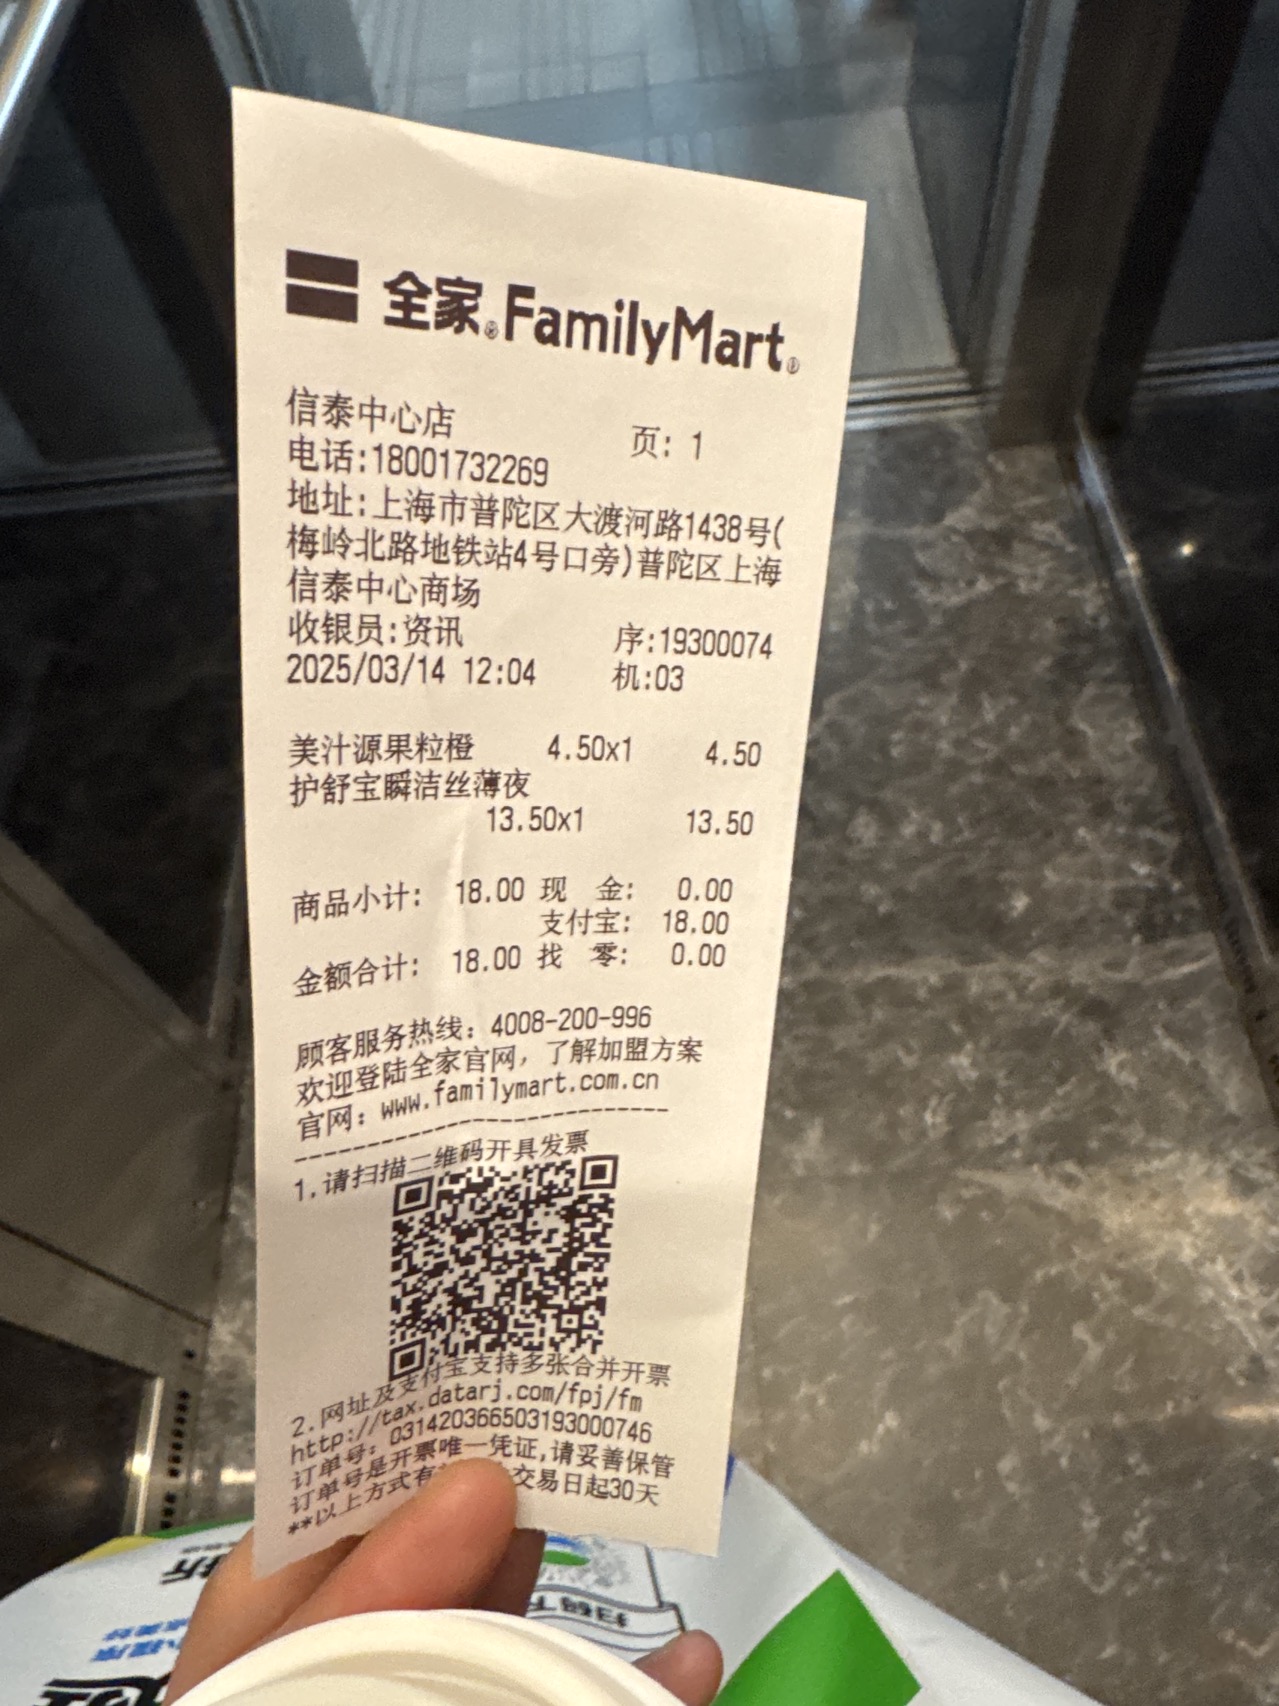 全家®FamilyMart®
信泰中心店 页: 1
电话:18001732269
地址:上海市普陀区大渡河路1438号(
梅岭北路地铁站4号口旁)普陀区上海
信泰中心商场
收银员:资讯 序:19300074
2025/03/14 12:04 机:03
美汁源果粒橙 4.50x1 4.50
护舒宝瞬洁丝薄夜
13.50x1 13.50
商品小计: 18.00 现 金: 0.00
支付宝: 18.00
金额合计: 18.00 找 零: 0.00
顾客服务热线: 4008-200-996
欢迎登陆全家官网, 了解加盟方案
官网: www.familymart.com.cn
--------------------------------
1.请扫描二维码开具发票
2.网址及支付宝支持多张合并开票
http://tax.datarj.com/fpj/fm
订单号: 031420366503193000746
订单号是开票唯一凭证,请妥善保管
**以上方式有 交易日起30天
折
扫码下